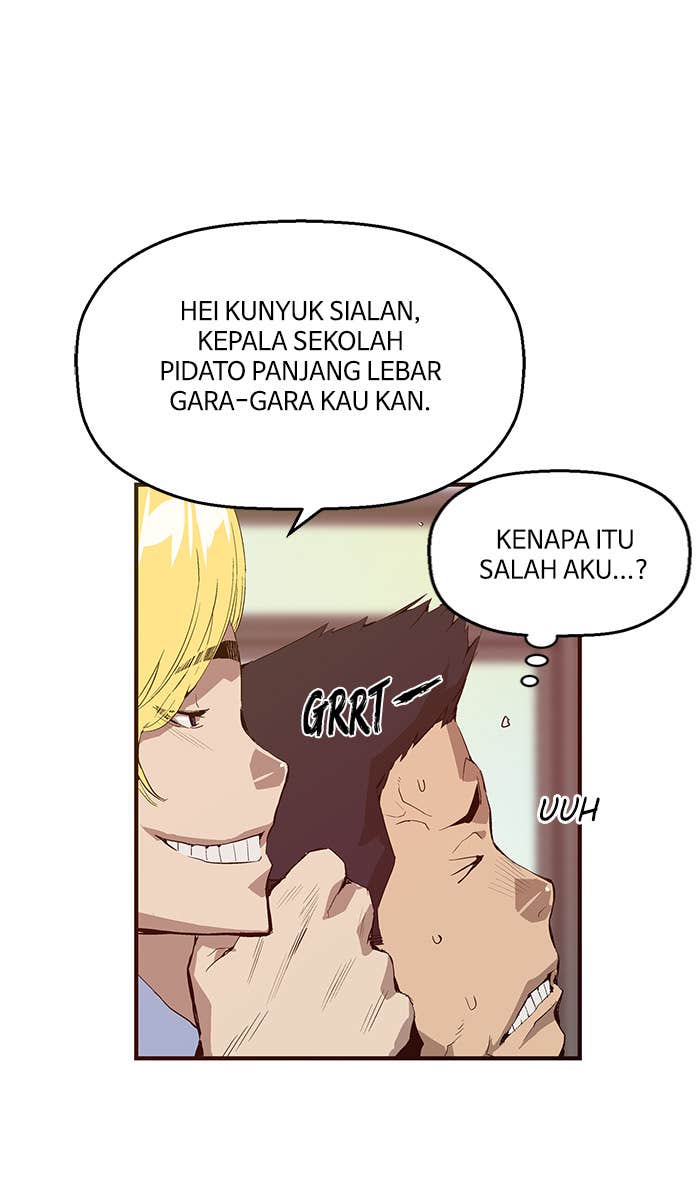 HEI KUNYUK SIALAN,
KEPALA SEKOLAH
PIDATO PANJANG LEBAR
GARA-GARA KAU KAN.
KENAPA ITU
SALAH AKU...?
GRRT
UUH